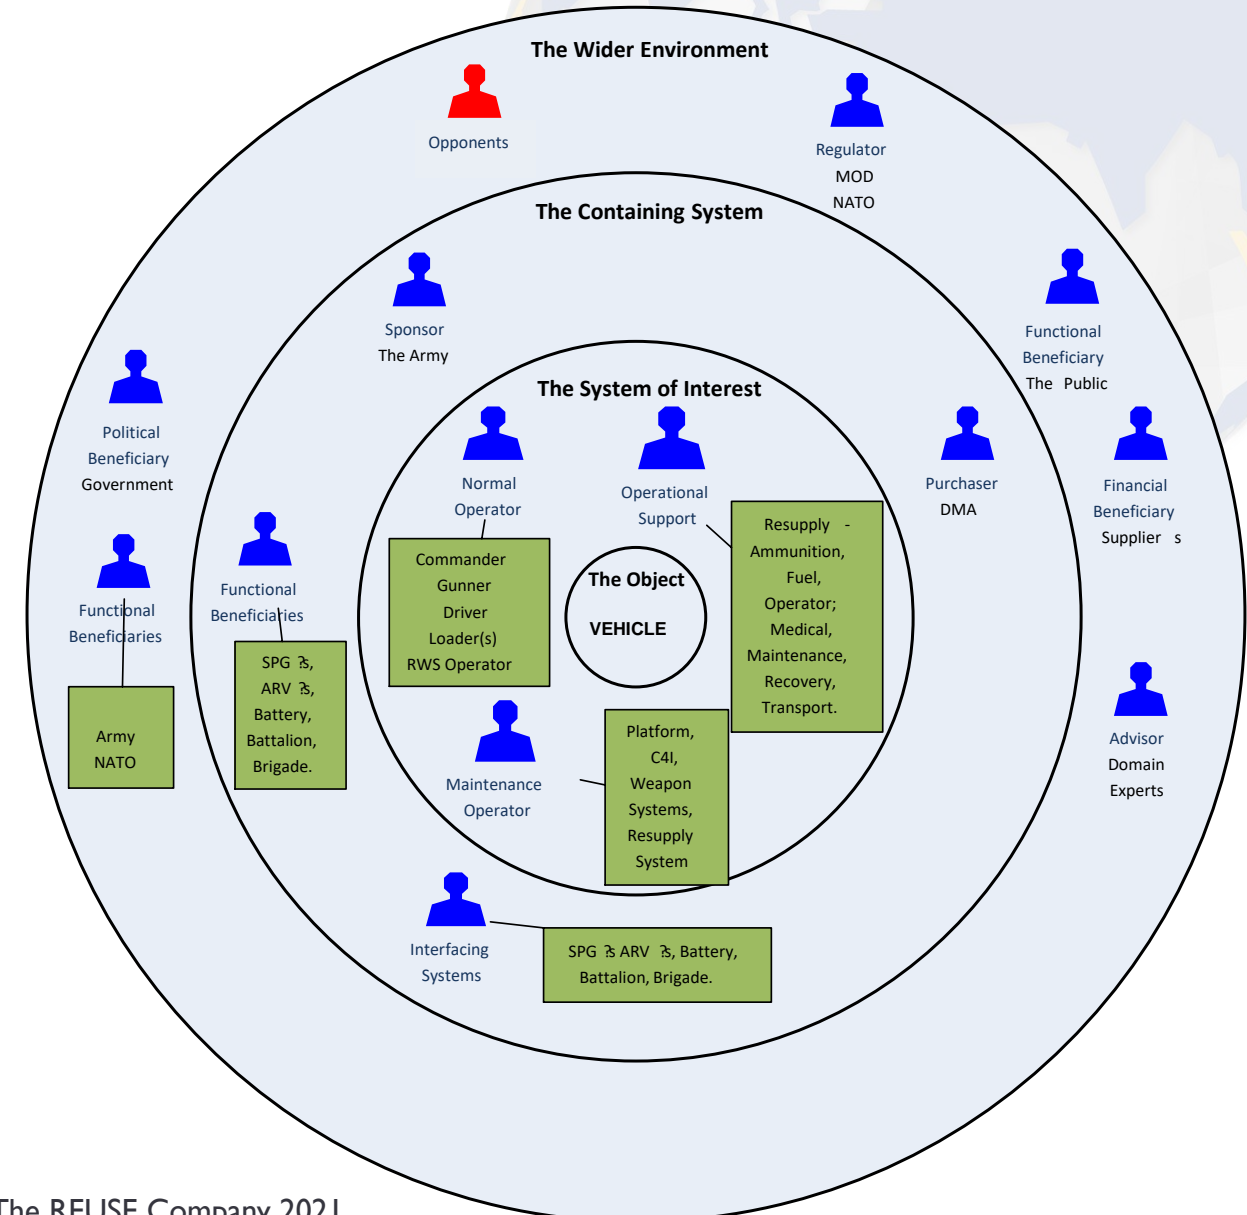 The Wider Environment
Opponents
Regulator
MOD
NATO
The Containing System
Sponsor
The Army
Functional
Beneficiary
The Public
Political
Beneficiary
Government
The System of Interest
Normal
Operator
Operational
Support
Purchaser
DMA
Financial
Beneficiary
Supplier s
Commander
Gunner
Driver
Loader(s)
RWS Operator
Resupply -
Ammunition,
Fuel,
Operator;
Medical,
Maintenance,
Recovery,
Transport.
The Object
VEHICLE
Functional
Beneficiaries
Army
NATO
Functional
Beneficiaries
SPG ?s,
ARV ?s,
Battery,
Battalion,
Brigade.
Maintenance
Operator
Platform,
C4I,
Weapon
Systems,
Resupply
System
Advisor
Domain
Experts
Interfacing
Systems
SPG ?s ARV ?s, Battery,
Battalion, Brigade.
The REUSE Company 2021